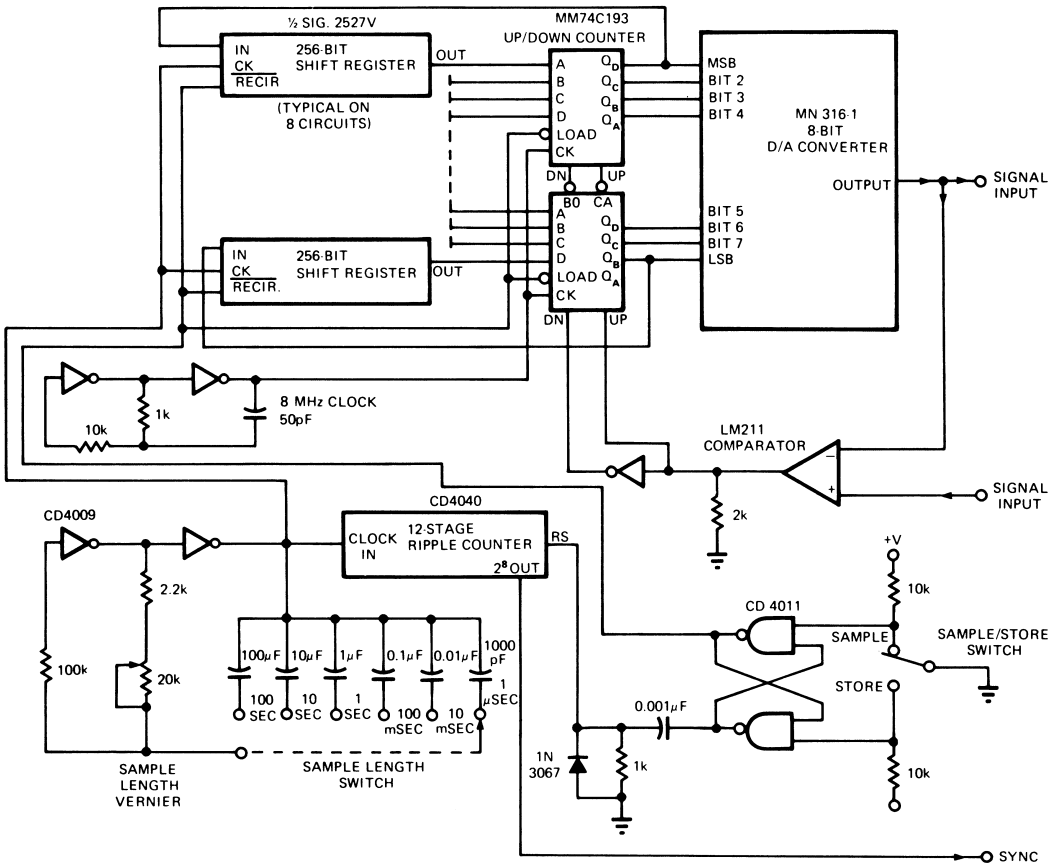 ½ SIG. 2527V
IN
CK
RECIR
256-BIT
SHIFT REGISTER
OUT
(TYPICAL ON
8 CIRCUITS)
MM74C193
UP/DOWN COUNTER
A
B
C
D
LOAD
CK
QD
QC
QB
QA
DN
UP
MSB
BIT 2
BIT 3
BIT 4
MN 316-1
8-BIT
D/A CONVERTER
OUTPUT
SIGNAL
INPUT
BIT 5
BIT 6
BIT 7
LSB
B0
CA
A
B
C
D
LOAD
CK
QD
QC
QB
QA
DN
UP
IN
CK
RECIR.
256-BIT
SHIFT REGISTER
OUT
1k
10k
8 MHz CLOCK
50pF
LM211
COMPARATOR
−
+
2k
SIGNAL
INPUT
CD4009
2.2k
100k
20k
SAMPLE
LENGTH
VERNIER
CLOCK
IN
CD4040
12-STAGE
RIPPLE COUNTER
2⁸ OUT
RS
100µF
10µF
1µF
0.1µF
0.01µF
1000
pF
100
SEC
10
SEC
1
SEC
100
mSEC
10
mSEC
1
µSEC
SAMPLE LENGTH
SWITCH
1N
3067
1k
0.001µF
CD 4011
+V
10k
SAMPLE
SAMPLE/STORE
SWITCH
STORE
10k
SYNC